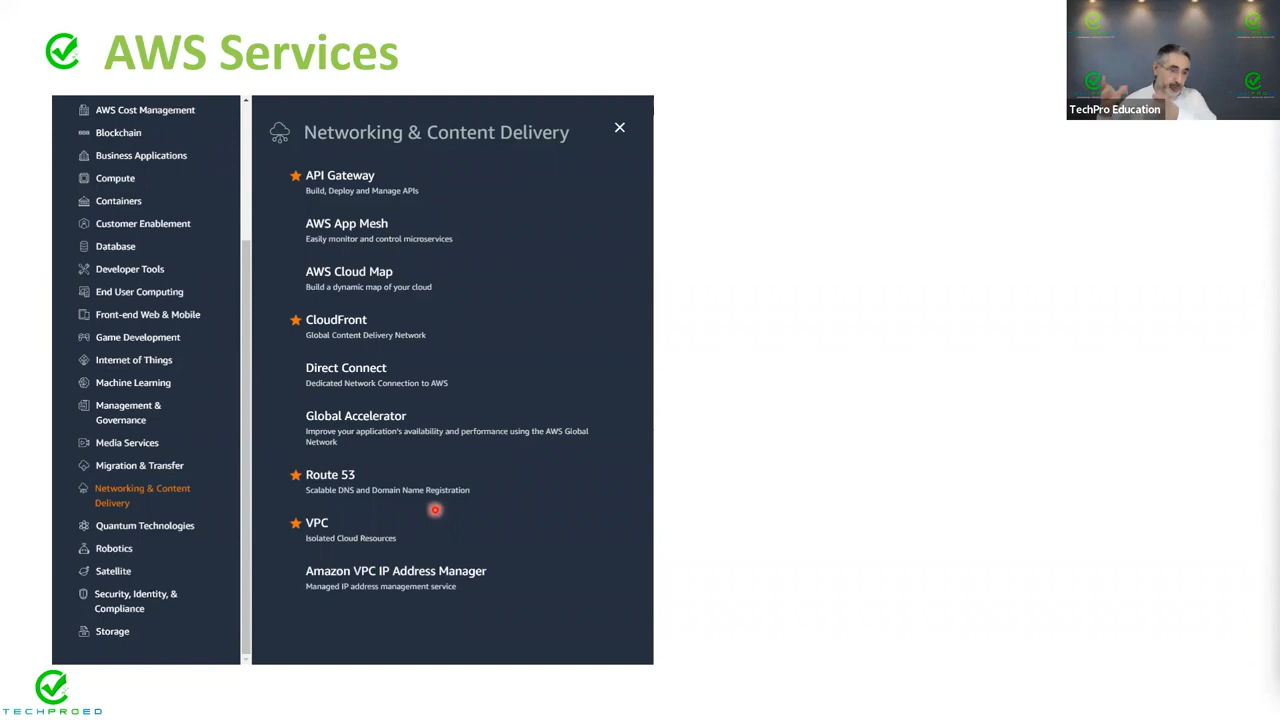 AWS Services
TechPro Education
AWS Cost Management
Blockchain
Business Applications
Compute
Containers
Customer Enablement
Database
Developer Tools
End User Computing
Front-end Web & Mobile
Game Development
Internet of Things
Machine Learning
Management &
Governance
Media Services
Migration & Transfer
Networking & Content
Delivery
Quantum Technologies
Robotics
Satellite
Security, Identity, &
Compliance
Storage
Networking & Content Delivery
API Gateway
Build, Deploy and Manage APIs
AWS App Mesh
Easily monitor and control microservices
AWS Cloud Map
Build a dynamic map of your cloud
CloudFront
Global Content Delivery Network
Direct Connect
Dedicated Network Connection to AWS
Global Accelerator
Improve your application's availability and performance using the AWS Global
Network
Route 53
Scalable DNS and Domain Name Registration
VPC
Isolated Cloud Resources
Amazon VPC IP Address Manager
Managed IP address management service
TECHPROED